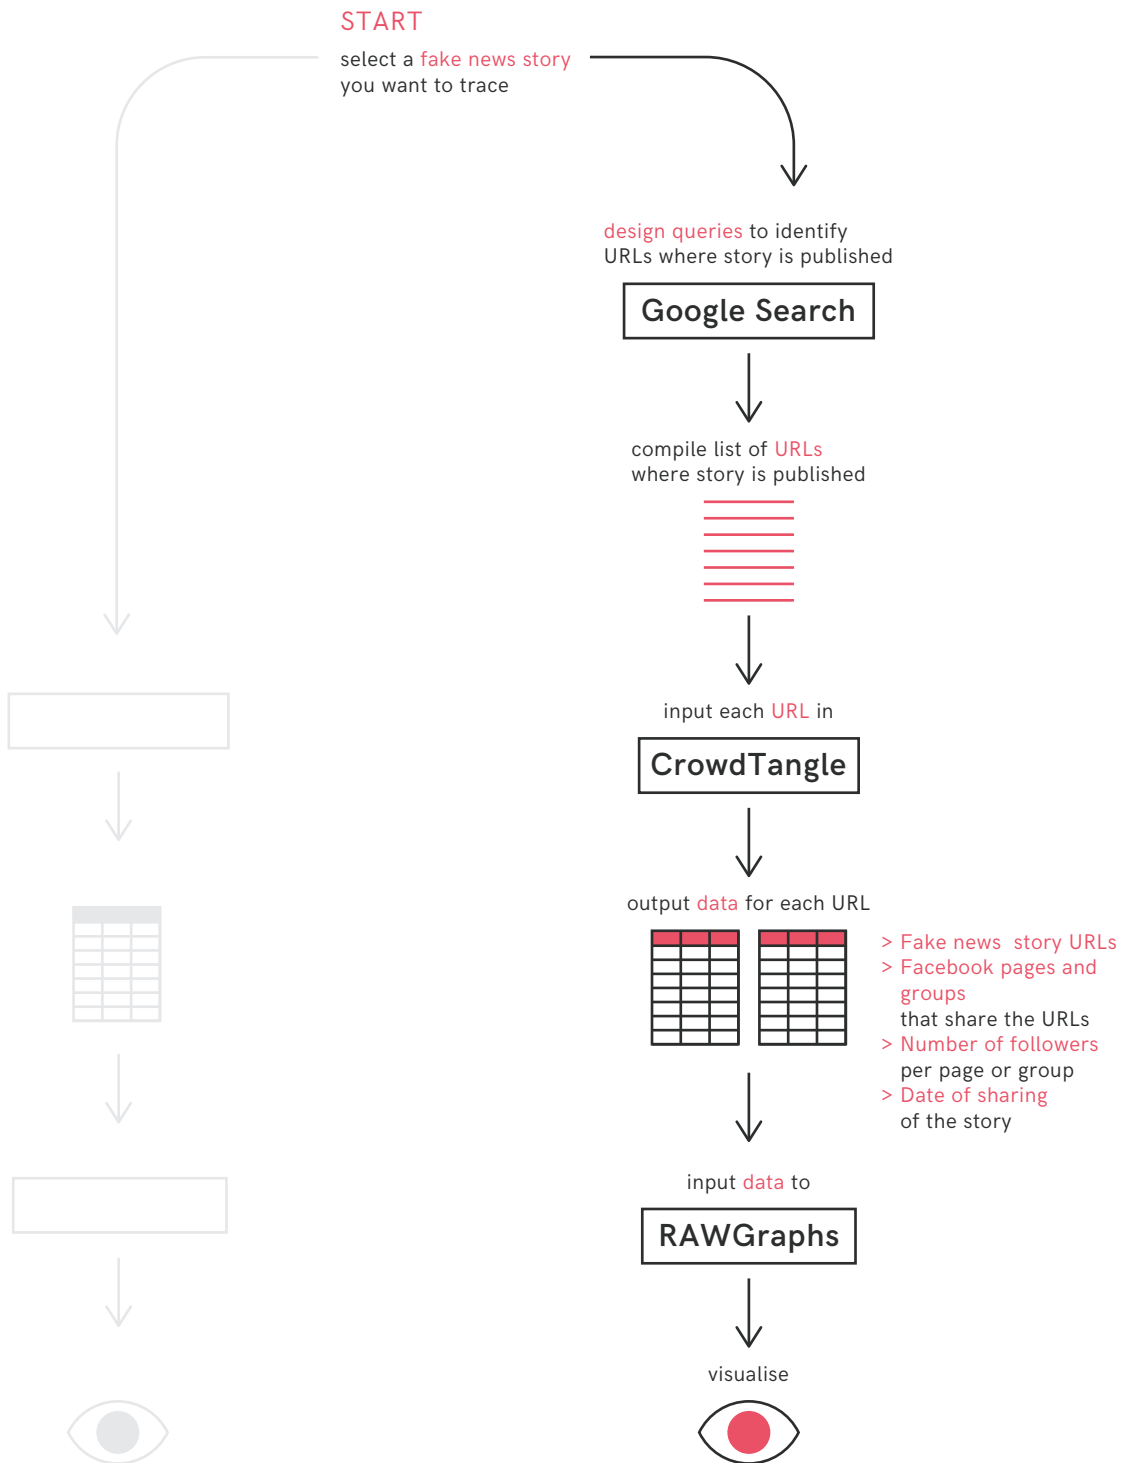 START
select a fake news story
you want to trace
design queries to identify
URLs where story is published
Google Search
compile list of URLs
where story is published
input each URL in
CrowdTangle
output data for each URL
> Fake news story URLs
> Facebook pages and
groups
that share the URLs
> Number of followers
per page or group
> Date of sharing
of the story
input data to
RAWGraphs
visualise